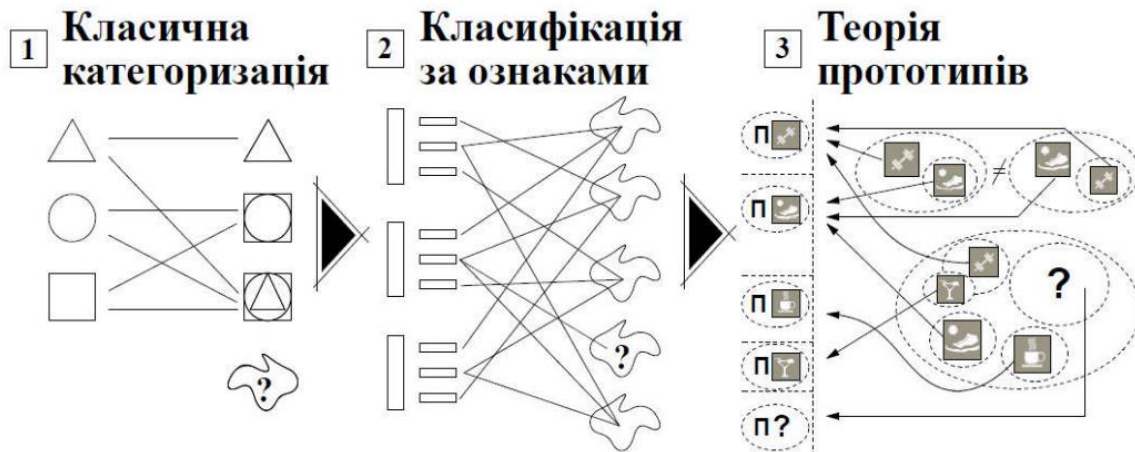 1 Класична
категоризація
2 Класифікація
за ознаками
3 Теорія
прототипів
?
?
П
П
П
П
П?
≠
?